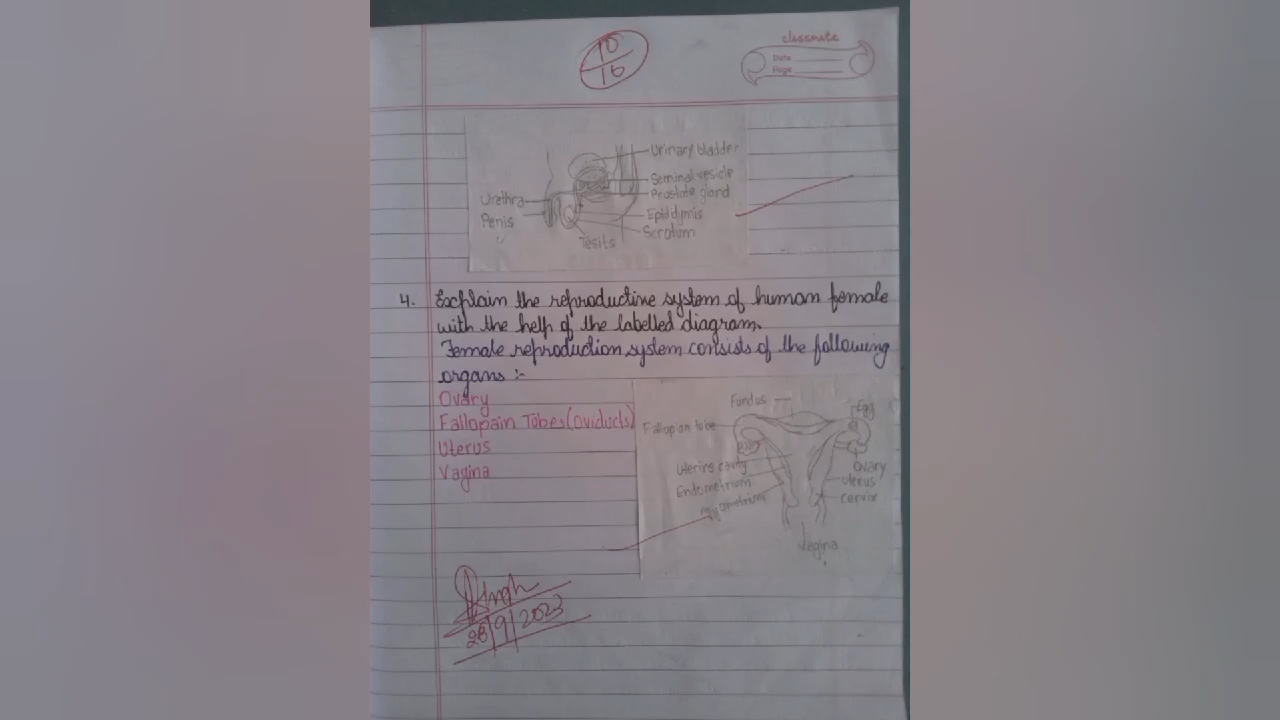 10
10
classmate
Date
Page
Urinary bladder
Seminal vesicle
Prostate gland
Urethra
Epididymis
Penis
Scrotum
Tesits
4. Explain the reproductive system of human female
with the help of the labelled diagram.
Female reproduction system consists of the following
organs :-
Ovary
Fallopain Tubes (oviducts)
Uterus
Vagina
Fundus
Egg
Fallopian tube
Uterine cavity
Ovary
Endometrium
uterus
Myometrium
cervix
Vagina
Singh
28/9/2023